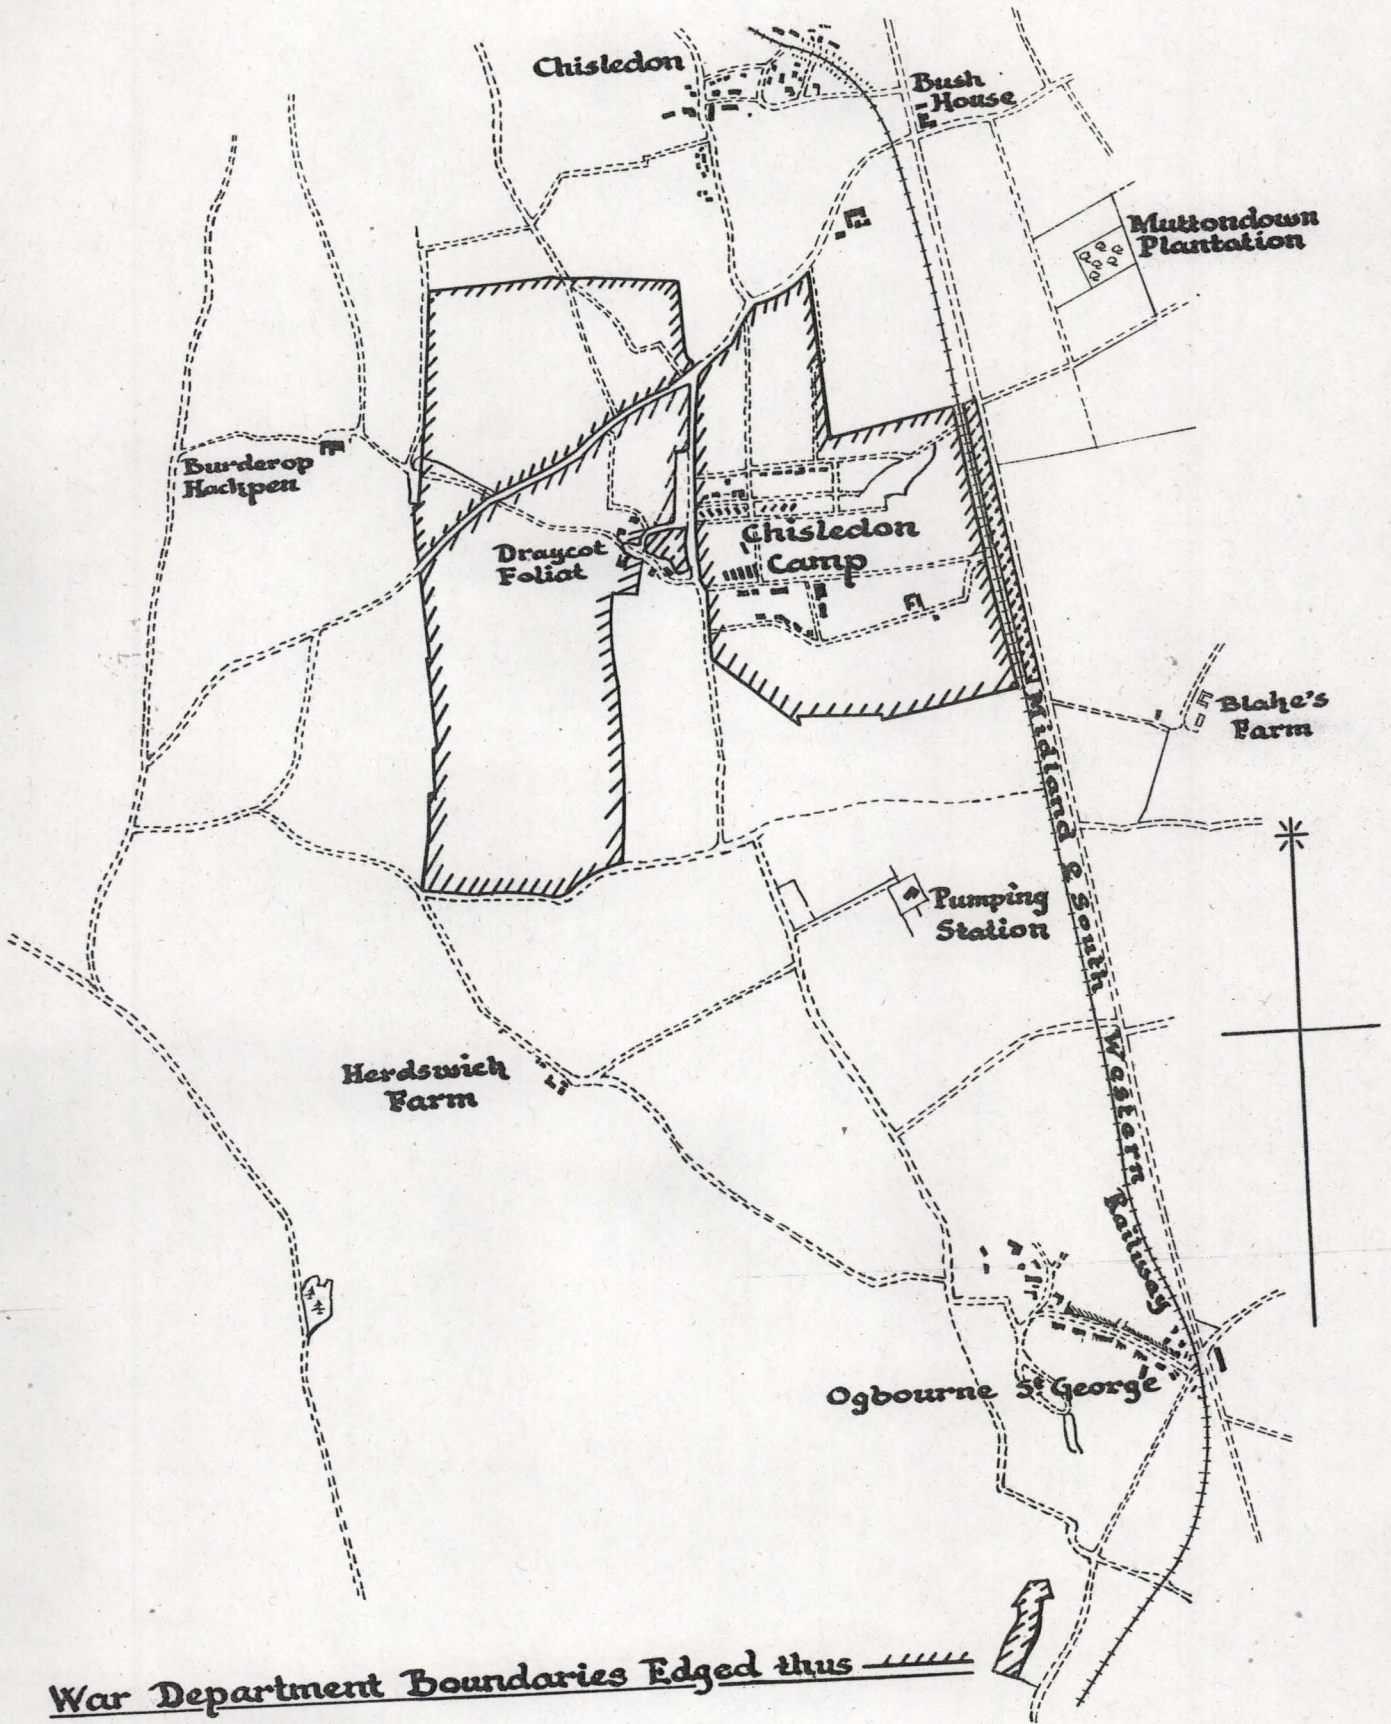 Chisledon
Bush
House
Muttondown
Plantation
Burderop
Hackpen
Draycot
Foliat
Chisledon
Camp
Blake's
Farm
Midland & South Western Railway
Pumping
Station
Herdswick
Farm
Ogbourne St George
War Department Boundaries Edged thus